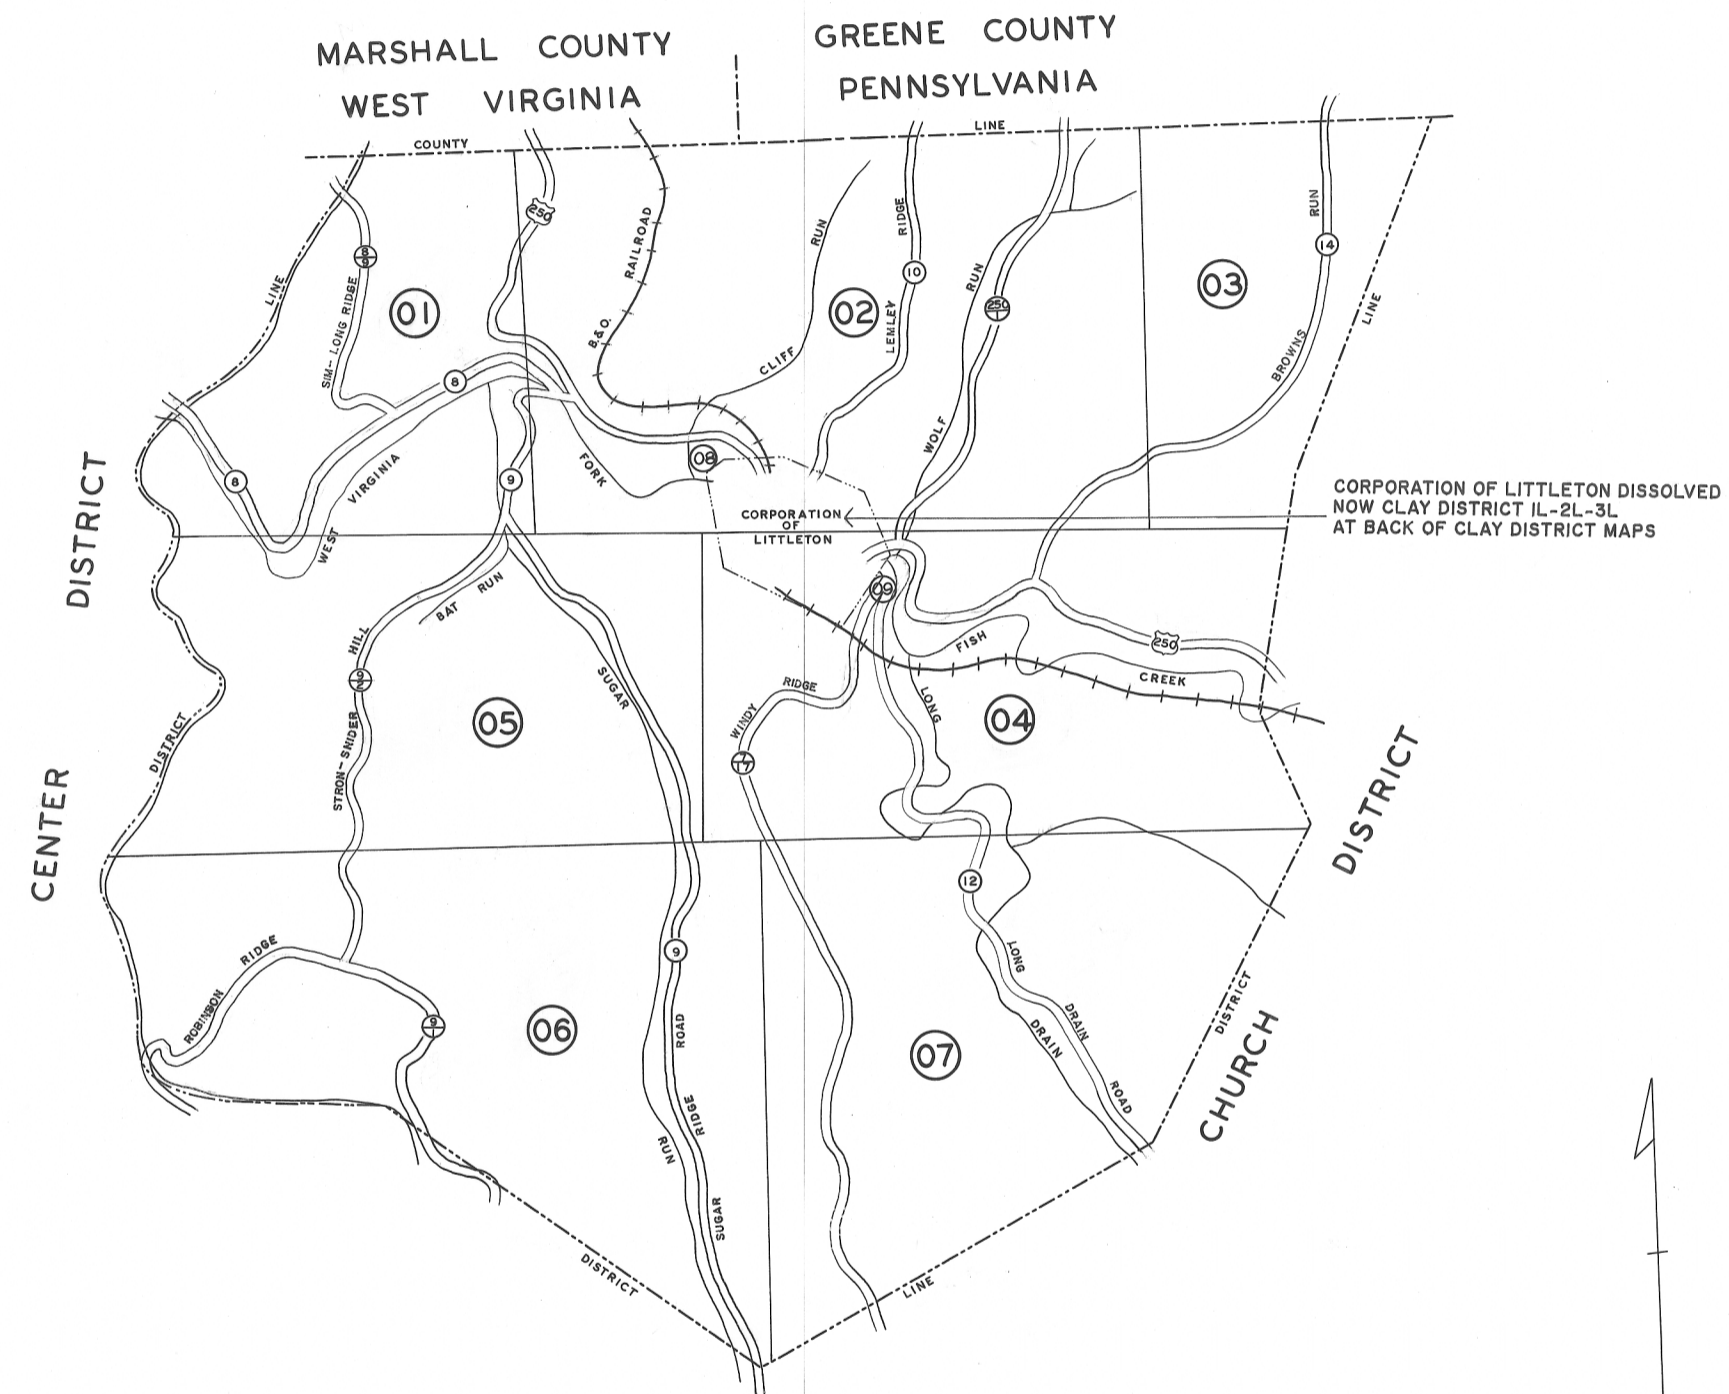 MARSHALL COUNTY
WEST VIRGINIA
GREENE COUNTY
PENNSYLVANIA
COUNTY
LINE
LINE
SIM-LONG RIDGE
01
250
B.&O.
RAILROAD
CLIFF
RUN
02
RIDGE
10
LEMLEY
RUN
250
1
WOLF
03
RUN
14
BROWNS
LINE
8
8
WEST
VIRGINIA
FORK
9
08
CORPORATION
OF
LITTLETON
CORPORATION OF LITTLETON DISSOLVED
NOW CLAY DISTRICT 1L-2L-3L
AT BACK OF CLAY DISTRICT MAPS
DISTRICT
CENTER
DISTRICT
BAT RUN
HILL
STRON-SNIDER
05
SUGAR
09
FISH
CREEK
250
RIDGE
WINDY
17
LONG
04
DISTRICT
CHURCH
12
LONG
DRAIN
ROAD
DRAIN
DISTRICT
07
ROBINSON
RIDGE
06
9
ROAD
RIDGE
SUGAR
RUN
DISTRICT
LINE